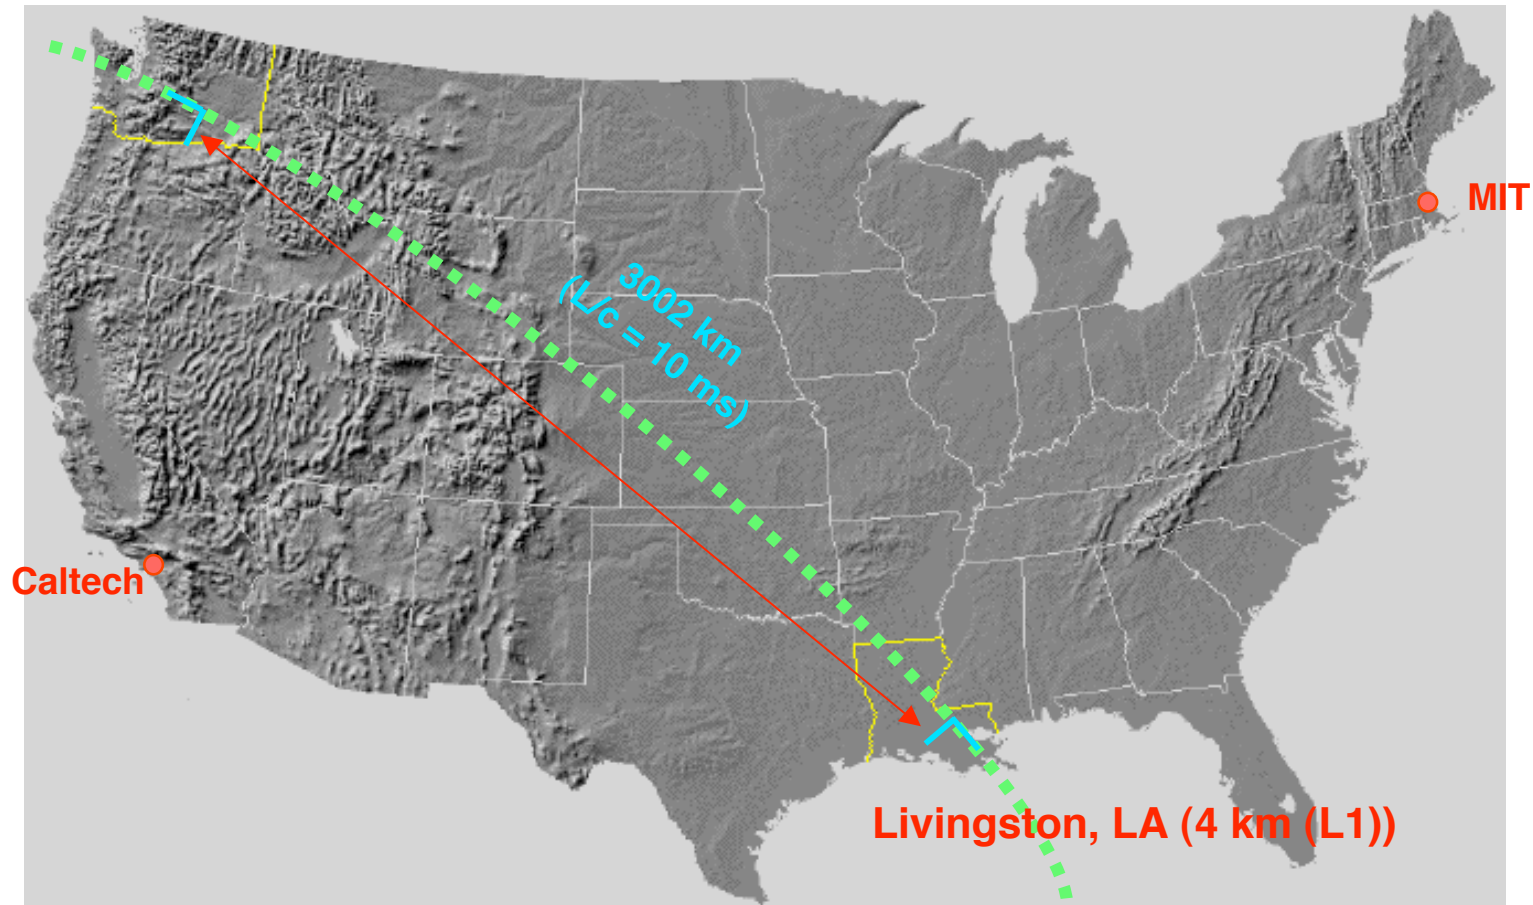 MIT
3002 km
(L/c = 10 ms)
Caltech
Livingston, LA (4 km (L1))